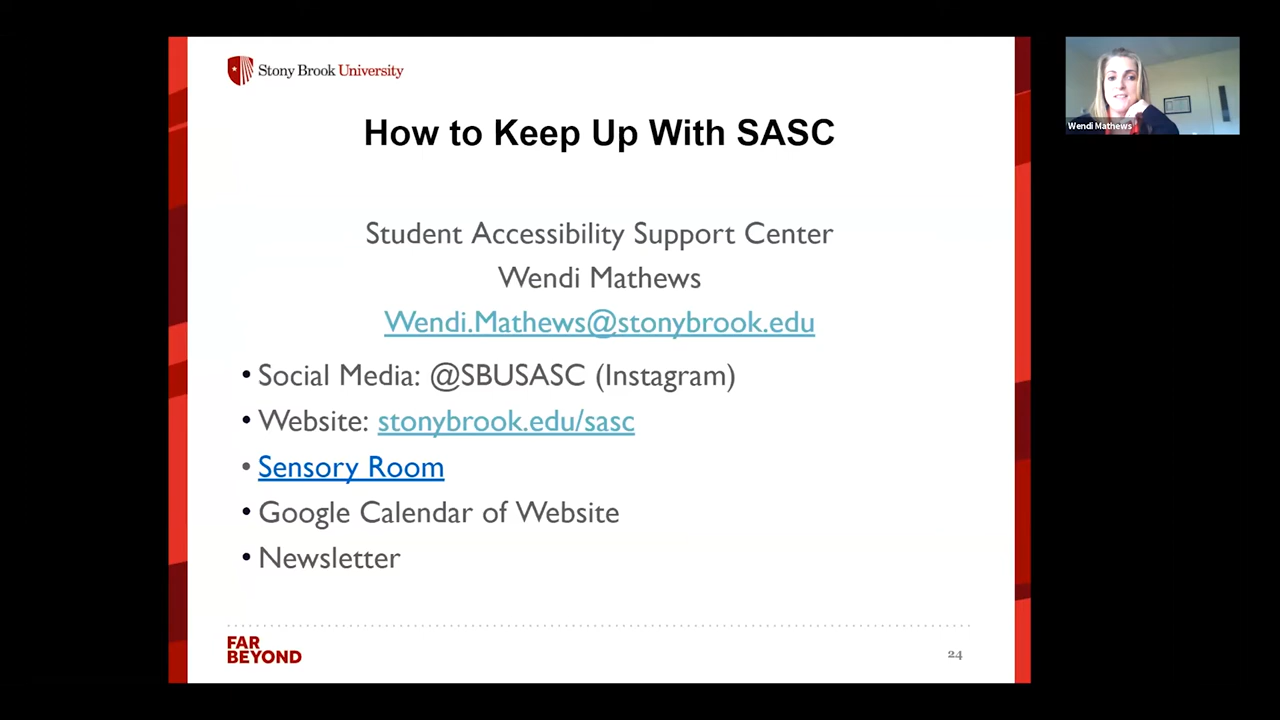 Stony Brook University
How to Keep Up With SASC
Student Accessibility Support Center
Wendi Mathews
Wendi.Mathews@stonybrook.edu
• Social Media: @SBUSASC (Instagram)
• Website: stonybrook.edu/sasc
• Sensory Room
• Google Calendar of Website
• Newsletter
FAR
BEYOND
24
Wendi Mathews